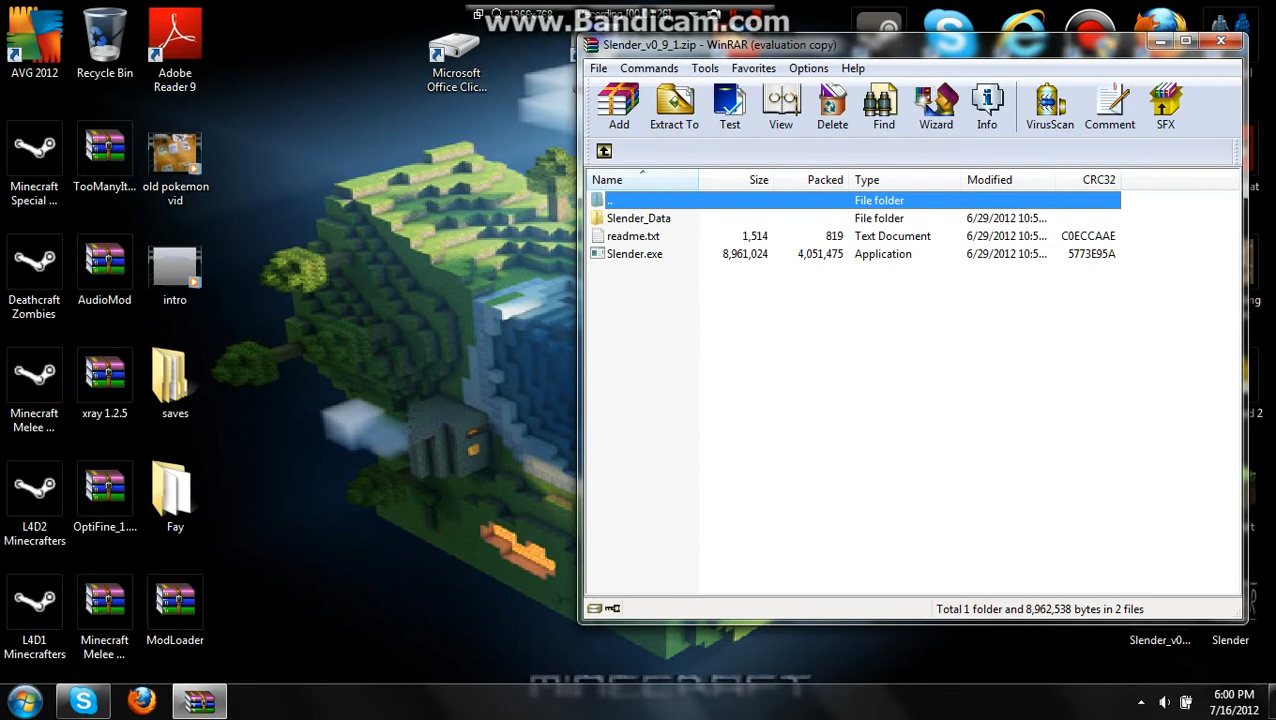 1366x768
Recording [00:
26]
www.Bandicam.com
Slender_v0_9_1.zip - WinRAR (evaluation copy)
File Commands Tools Favorites Options Help
Add Extract To Test View Delete Find Wizard Info VirusScan Comment SFX
Name Size Packed Type Modified CRC32
.. File folder
Slender_Data File folder 6/29/2012 10:5...
readme.txt 1,514 819 Text Document 6/29/2012 10:5... C0ECCAAE
Slender.exe 8,961,024 4,051,475 Application 6/29/2012 10:5... 5773E95A
Total 1 folder and 8,962,538 bytes in 2 files
AVG 2012
Recycle Bin
Adobe
Reader 9
Microsoft
Office Clic...
Minecraft
Special ...
TooManyIt...
old pokemon
vid
Deathcraft
Zombies
AudioMod
intro
Minecraft
Melee ...
xray 1.2.5
saves
L4D2
Minecrafters
OptiFine_1....
Fay
L4D1
Minecrafters
Minecraft
Melee ...
ModLoader
Slender_v0...
Slender
MINECRAFT
6:00 PM
7/16/2012